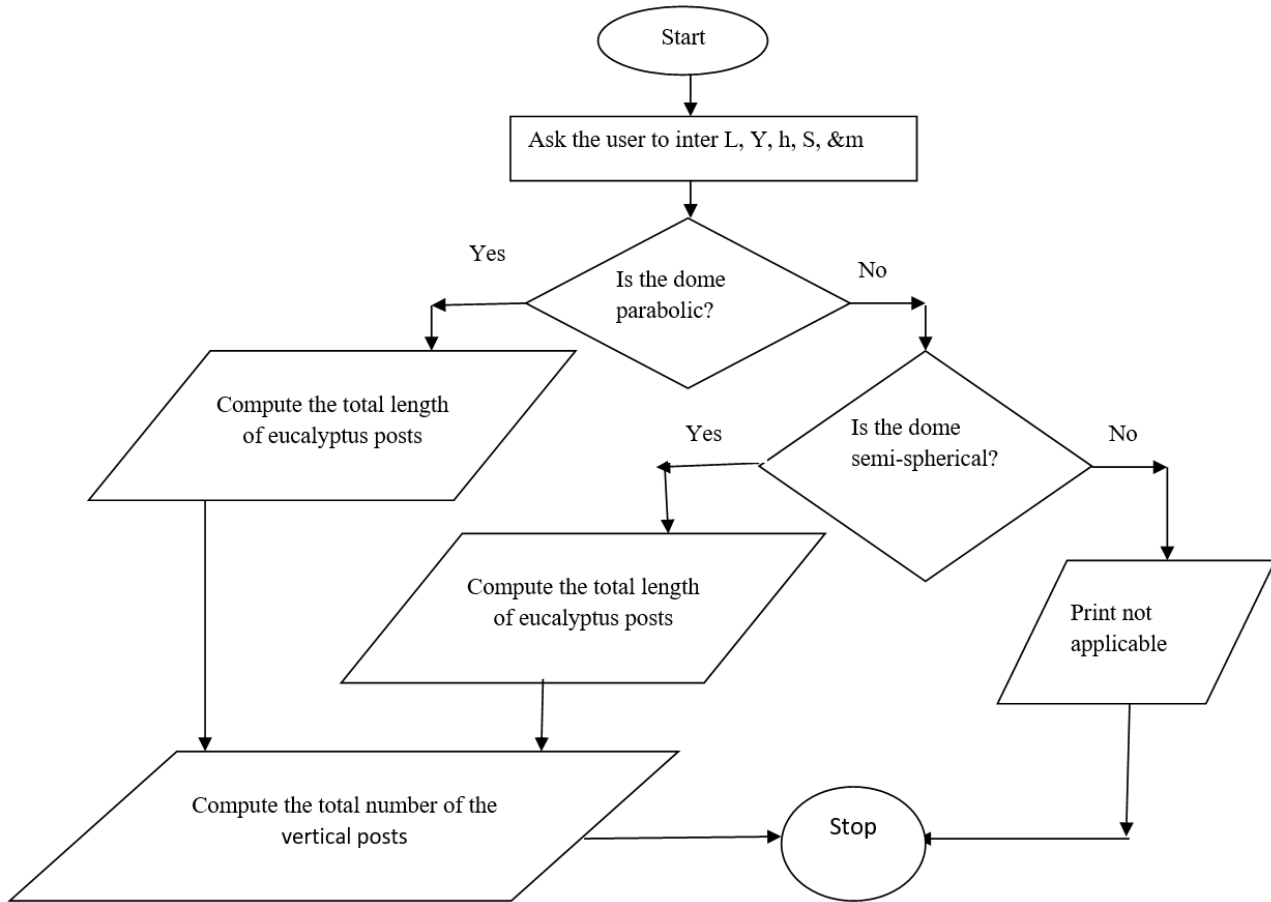 Start
Ask the user to inter L, Y, h, S, &m
Yes
No
Is the dome
parabolic?
Compute the total length
of eucalyptus posts
Yes
Is the dome
semi-spherical?
No
Compute the total length
of eucalyptus posts
Print not
applicable
Compute the total number of the
vertical posts
Stop